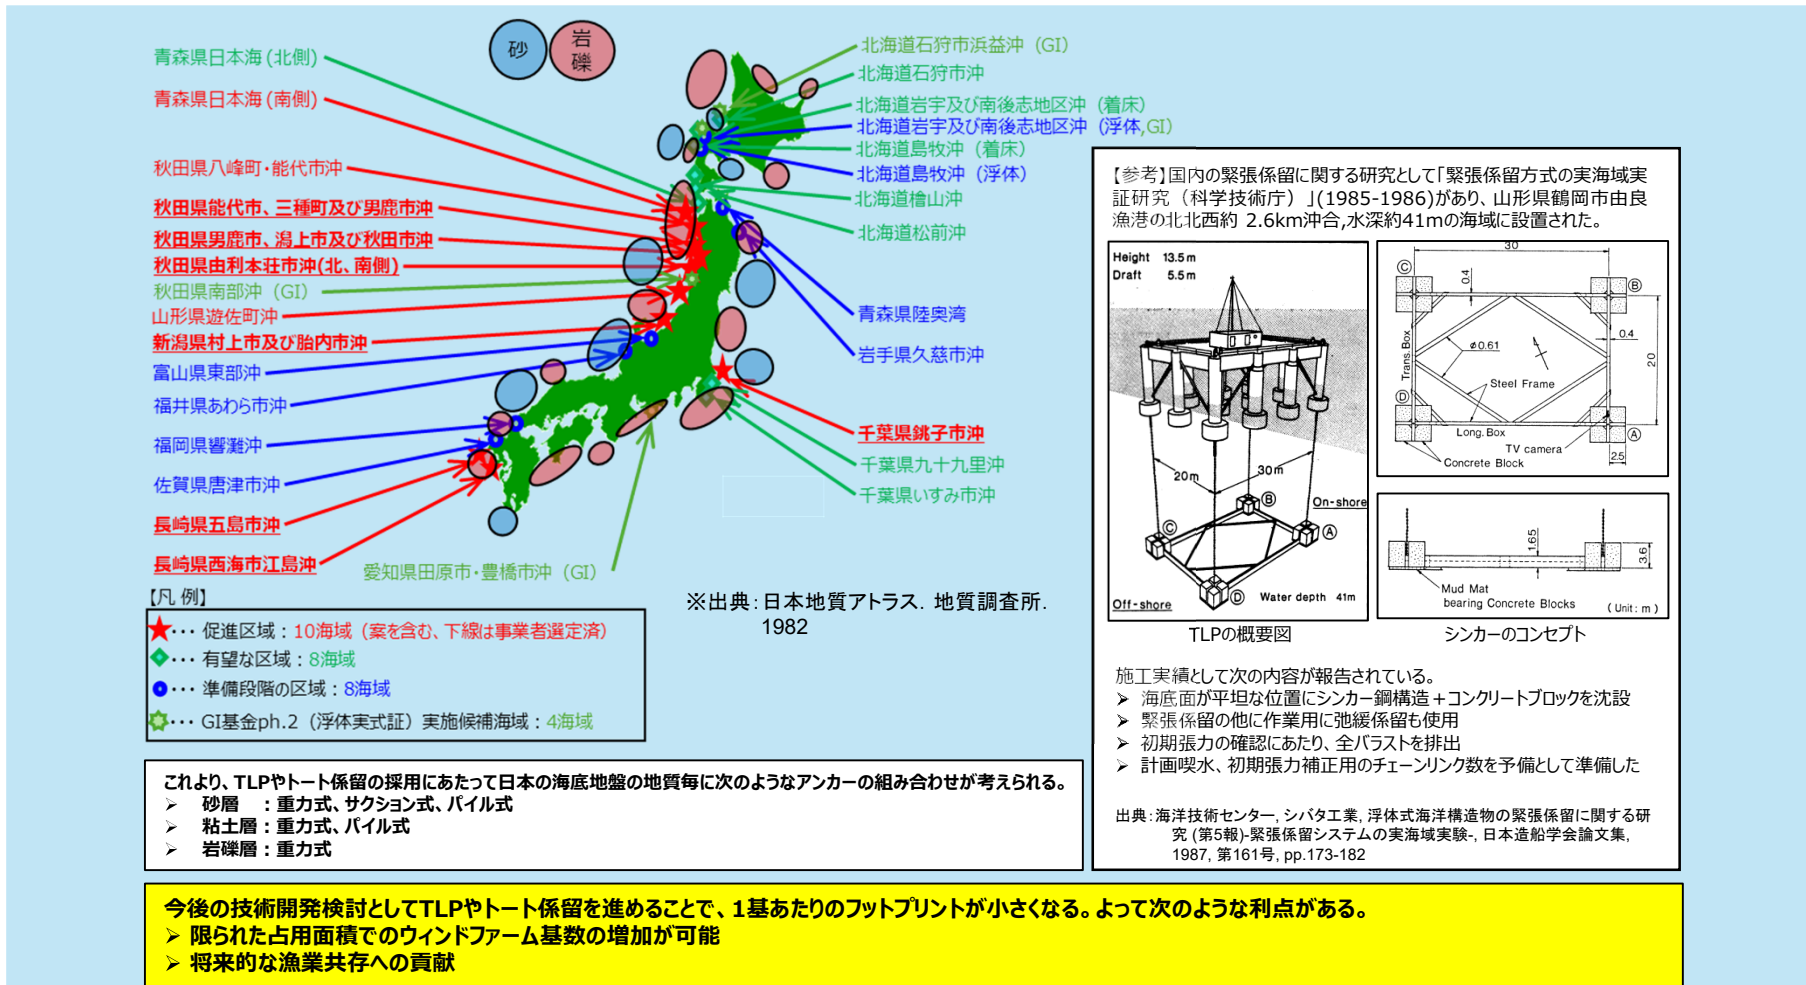 砂
岩
礫
青森県日本海 (北側)
青森県日本海 (南側)
秋田県八峰町・能代市沖
秋田県能代市、三種町及び男鹿市沖
秋田県男鹿市、潟上市及び秋田市沖
秋田県由利本荘市沖(北、南側)
秋田県南部沖（GI）
山形県遊佐町沖
新潟県村上市及び胎内市沖
富山県東部沖
福井県あわら市沖
福岡県響灘沖
佐賀県唐津市沖
長崎県五島市沖
長崎県西海市江島沖
愛知県田原市・豊橋市沖（GI）
北海道石狩市浜益沖（GI）
北海道石狩市沖
北海道岩宇及び南後志地区沖（着床）
北海道岩宇及び南後志地区沖（浮体,GI）
北海道島牧沖（着床）
北海道島牧沖（浮体）
北海道檜山沖
北海道松前沖
青森県陸奥湾
岩手県久慈市沖
千葉県銚子市沖
千葉県九十九里沖
千葉県いすみ市沖
【凡 例】
★・・・ 促進区域：10海域（案を含む、下線は事業者選定済）
・・・ 有望な区域：8海域
・・・ 準備段階の区域：8海域
・・・ GI基金ph.2（浮体実式証）実施候補海域：4海域
※出典：日本地質アトラス．地質調査所．
1982
【参考】国内の緊張係留に関する研究として「緊張係留方式の実海域実
証研究（科学技術庁）」(1985-1986)があり、山形県鶴岡市由良
漁港の北北西約 2.6km沖合,水深約41mの海域に設置された。
Height 13.5m
Draft 5.5m
20m
30m
Ⓑ
On-shore
Ⓒ
Ⓐ
Ⓓ
Off-shore
Water depth 41m
TLPの概要図
30
Ⓒ
0.4
Ⓑ
Trans. Box
0.4
φ0.61
20
Steel Frame
Ⓓ
Long. Box
Ⓐ
TV camera
Concrete Block
2.5
1.65
3.6
Mud Mat
bearing Concrete Blocks
( Unit : m )
シンカーのコンセプト
施工実績として次の内容が報告されている。
➢ 海底面が平坦な位置にシンカー鋼構造＋コンクリートブロックを沈設
➢ 緊張係留の他に作業用に弛緩係留も使用
➢ 初期張力の確認にあたり、全バラストを排出
➢ 計画喫水、初期張力補正用のチェーンリンク数を予備として準備した
出典：海洋技術センター, シバタ工業, 浮体式海洋構造物の緊張係留に関する研
究 (第5報)-緊張係留システムの実海域実験-, 日本造船学会論文集,
1987, 第161号, pp.173-182
これより、TLPやトート係留の採用にあたって日本の海底地盤の地質毎に次のようなアンカーの組み合わせが考えられる。
➢ 砂層 ：重力式、サクション式、パイル式
➢ 粘土層：重力式、パイル式
➢ 岩礫層：重力式
今後の技術開発検討としてTLPやトート係留を進めることで、1基あたりのフットプリントが小さくなる。よって次のような利点がある。
➢ 限られた占用面積でのウィンドファーム基数の増加が可能
➢ 将来的な漁業共存への貢献